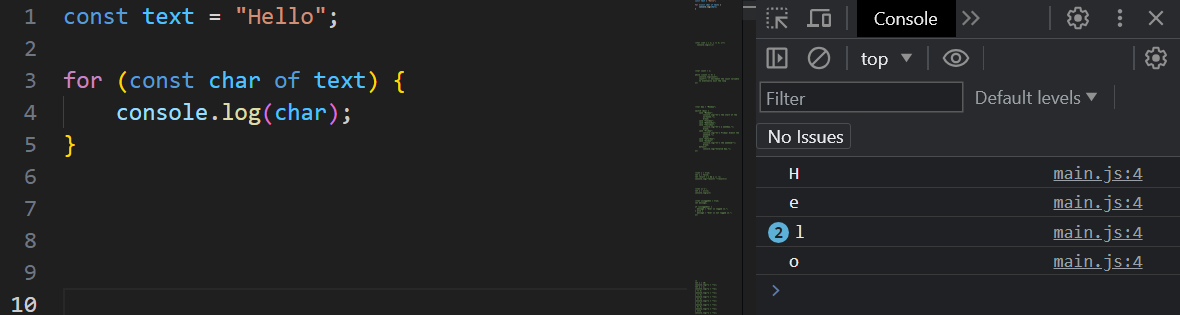 1 const text = "Hello";
2
3 for (const char of text) {
4 console.log(char);
5 }
6
7
8
9
10
Console
top
Filter
Default levels
No Issues
H main.js:4
e main.js:4
2 l main.js:4
o main.js:4